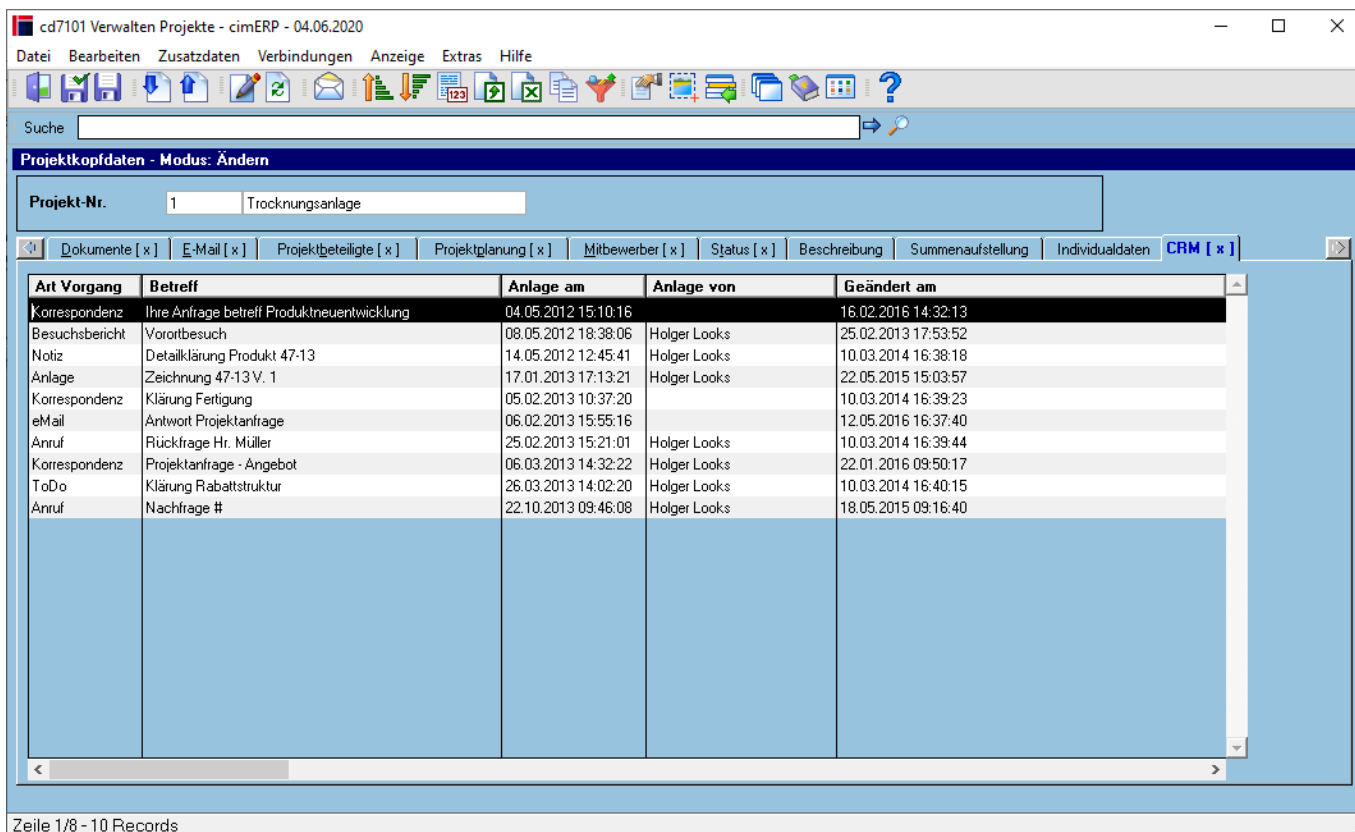 cd7101 Verwalten Projekte - cimERP - 04.06.2020
Datei Bearbeiten Zusatzdaten Verbindungen Anzeige Extras Hilfe
123
Suche
Projektkopfdaten - Modus: Ändern
Projekt-Nr. 1 Trocknungsanlage
Dokumente [ x ] E-Mail [ x ] Projektbeteiligte [ x ] Projektplanung [ x ] Mitbewerber [ x ] Status [ x ] Beschreibung Summenaufstellung Individualdaten CRM [ x ]
Art Vorgang Betreff Anlage am Anlage von Geändert am
Korrespondenz Ihre Anfrage betreff Produktneuentwicklung 04.05.2012 15:10:16 16.02.2016 14:32:13
Besuchsbericht Vorortbesuch 08.05.2012 18:38:06 Holger Looks 25.02.2013 17:53:52
Notiz Detailklärung Produkt 47-13 14.05.2012 12:45:41 Holger Looks 10.03.2014 16:38:18
Anlage Zeichnung 47-13 V. 1 17.01.2013 17:13:21 Holger Looks 22.05.2015 15:03:57
Korrespondenz Klärung Fertigung 05.02.2013 10:37:20 10.03.2014 16:39:23
eMail Antwort Projektanfrage 06.02.2013 15:55:16 12.05.2016 16:37:40
Anruf Rückfrage Hr. Müller 25.02.2013 15:21:01 Holger Looks 10.03.2014 16:39:44
Korrespondenz Projektanfrage - Angebot 06.03.2013 14:32:22 Holger Looks 22.01.2016 09:50:17
ToDo Klärung Rabattstruktur 26.03.2013 14:02:20 Holger Looks 10.03.2014 16:40:15
Anruf Nachfrage # 22.10.2013 09:46:08 Holger Looks 18.05.2015 09:16:40
Zeile 1/8 - 10 Records